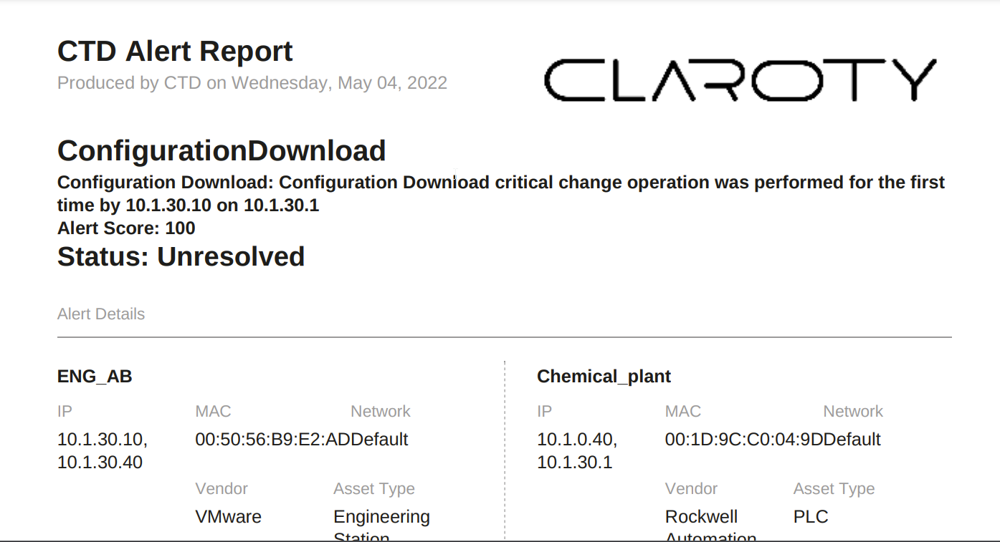 CTD Alert Report
Produced by CTD on Wednesday, May 04, 2022
CLAROTY
ConfigurationDownload
Configuration Download: Configuration Download critical change operation was performed for the first
time by 10.1.30.10 on 10.1.30.1
Alert Score: 100
Status: Unresolved
Alert Details
ENG_AB
IP MAC Network
10.1.30.10, 00:50:56:B9:E2:ADDefault
10.1.30.40
Vendor Asset Type
VMware Engineering
Station
Chemical_plant
IP MAC Network
10.1.0.40, 00:1D:9C:C0:04:9DDefault
10.1.30.1
Vendor Asset Type
Rockwell PLC
Automation